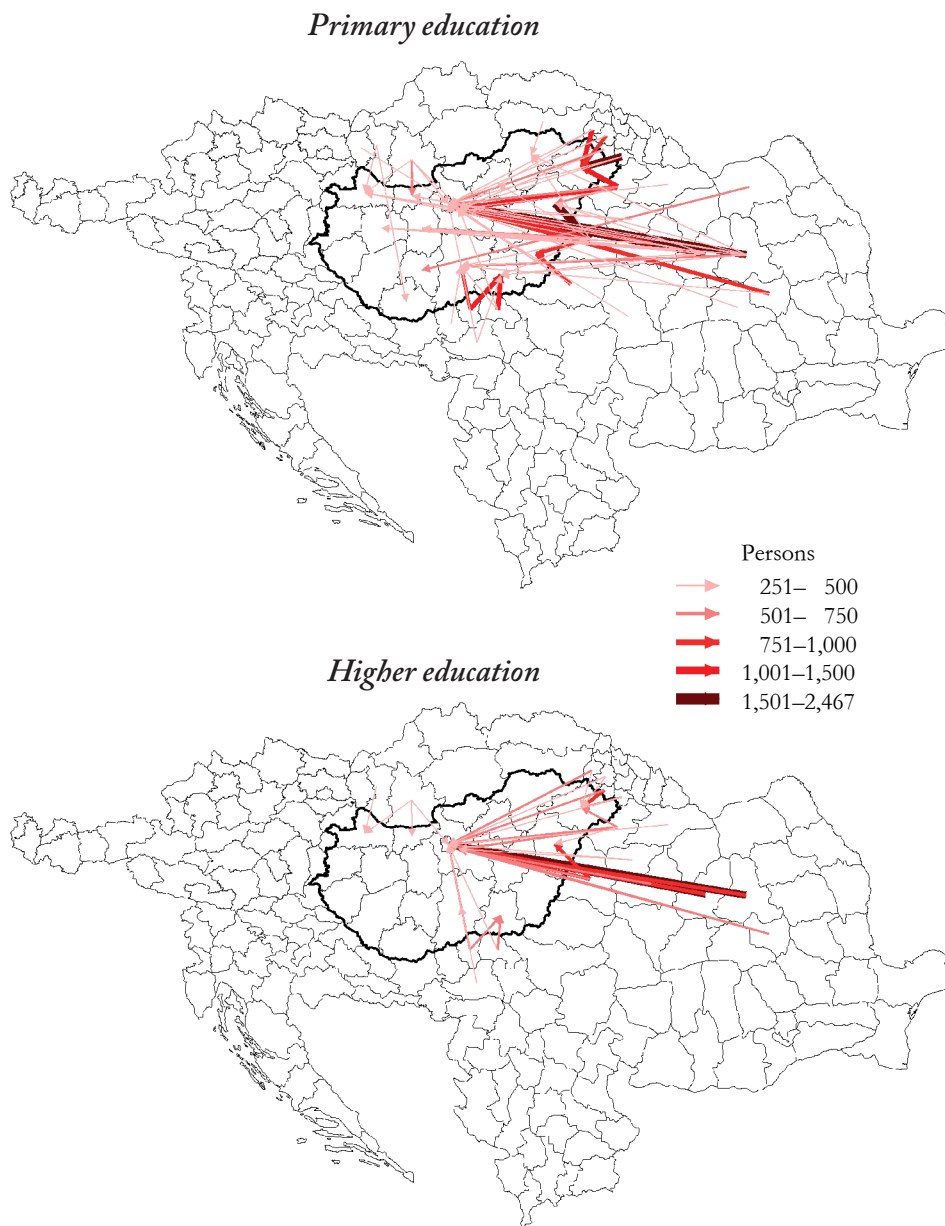 Primary education
Persons
251– 500
501– 750
751–1,000
1,001–1,500
1,501–2,467
Higher education